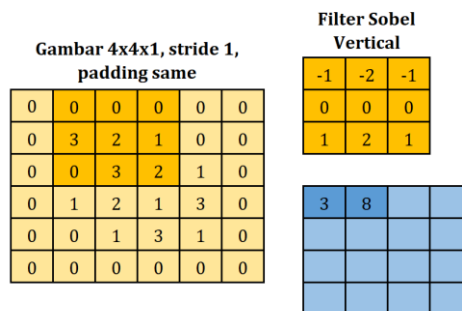 Gambar 4x4x1, stride 1,
padding same
0 0 0 0 0 0
0 3 2 1 0 0
0 0 3 2 1 0
0 1 2 1 3 0
0 0 1 3 1 0
0 0 0 0 0 0
Filter Sobel
Vertical
-1 -2 -1
0 0 0
1 2 1
3 8